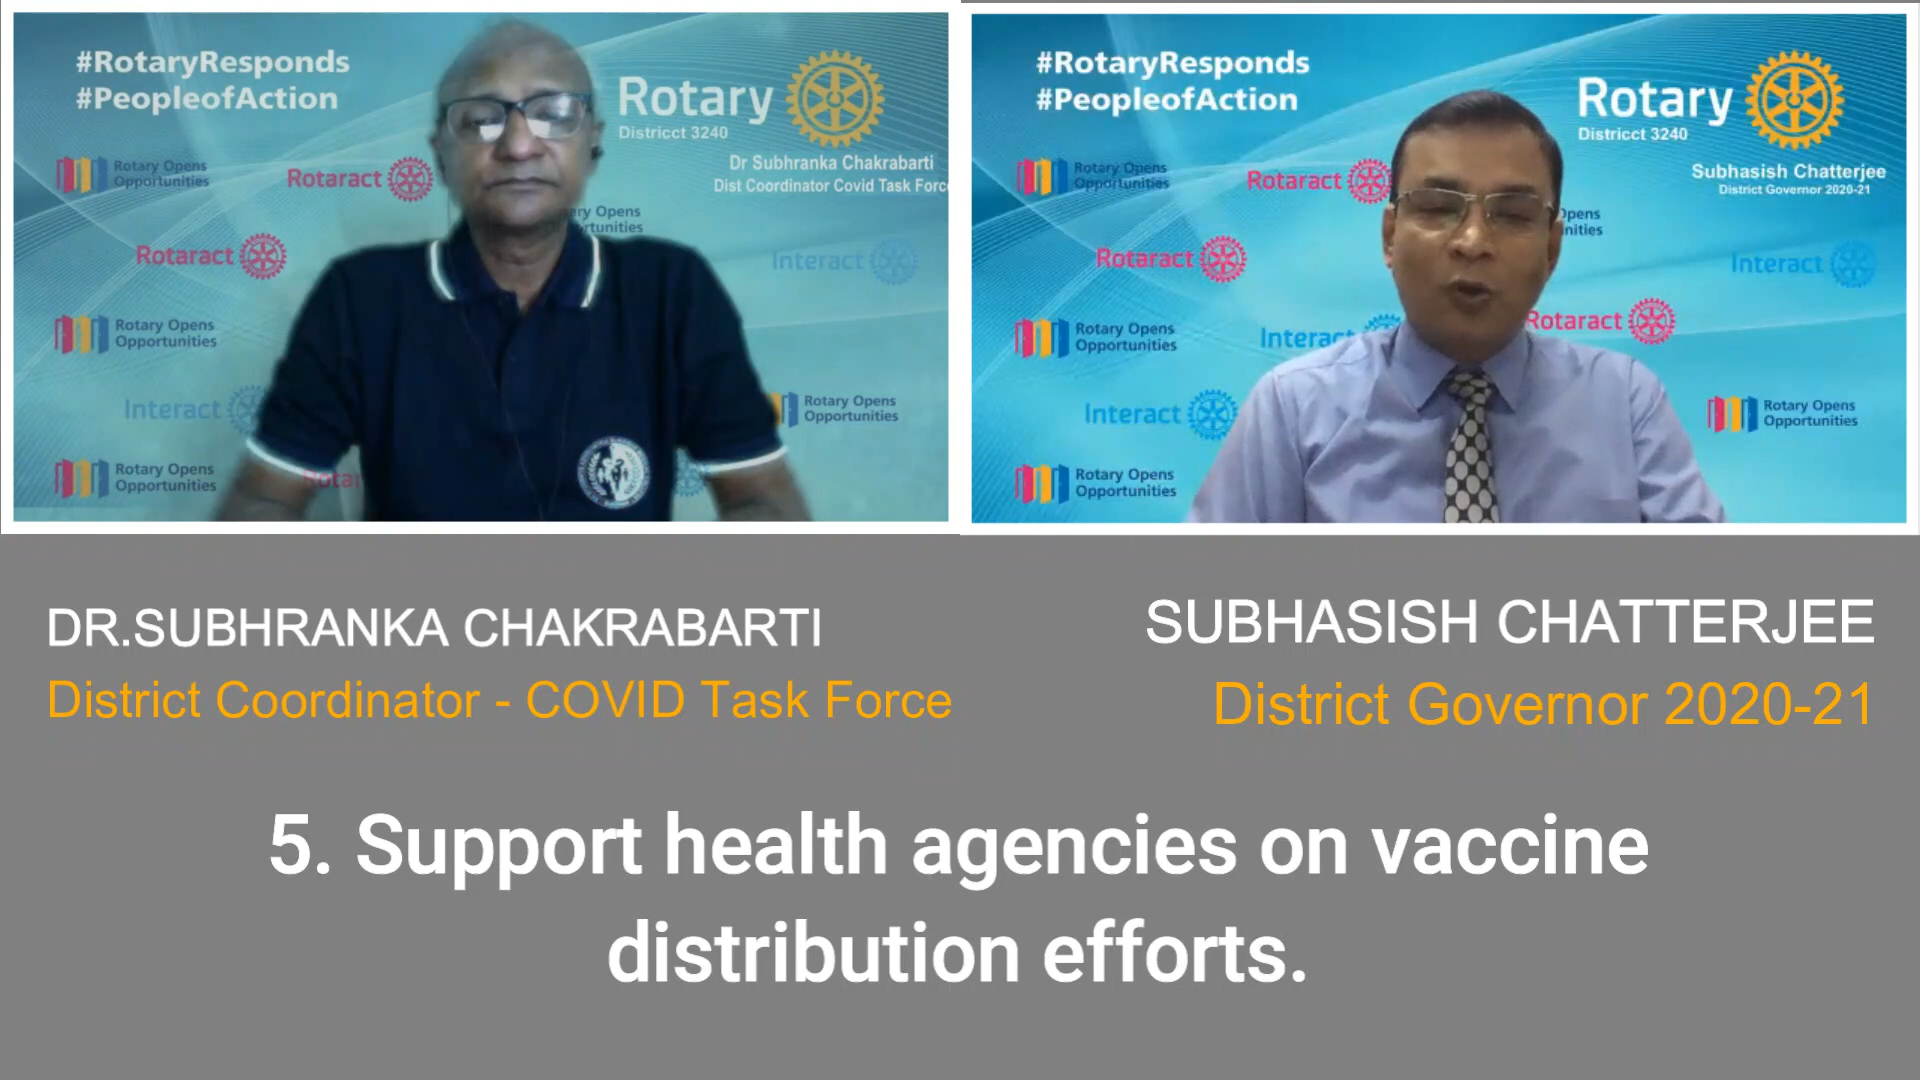 #RotaryResponds
#PeopleofAction
Rotary
Districct 3240
Dr Subhranka Chakrabarti
Dist Coordinator Covid Task Force
Rotary Opens
Opportunities
Rotaract
Rotaract
Interact
Rotary Opens
Opportunities
Interact
Rotary Opens
Opportunities
Rotary Opens
Opportunities
#RotaryResponds
#PeopleofAction
Rotary
Districct 3240
Subhasish Chatterjee
District Governor 2020-21
Rotary Opens
Opportunities
Rotaract
Rotaract
Interact
Rotary Opens
Opportunities
Interact
Rotaract
Interact
Rotary Opens
Opportunities
Rotary Opens
Opportunities
DR.SUBHRANKA CHAKRABARTI
District Coordinator - COVID Task Force
SUBHASISH CHATTERJEE
District Governor 2020-21
5. Support health agencies on vaccine
distribution efforts.